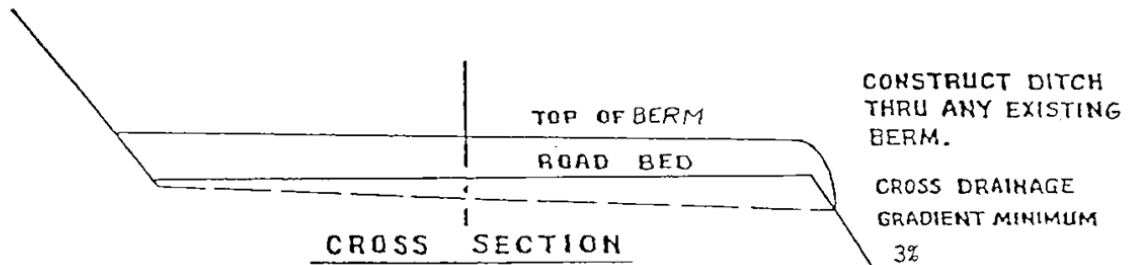 TOP OF BERM
ROAD BED
CROSS SECTION
CONSTRUCT DITCH
THRU ANY EXISTING
BERM.
CROSS DRAINAGE
GRADIENT MINIMUM
3%